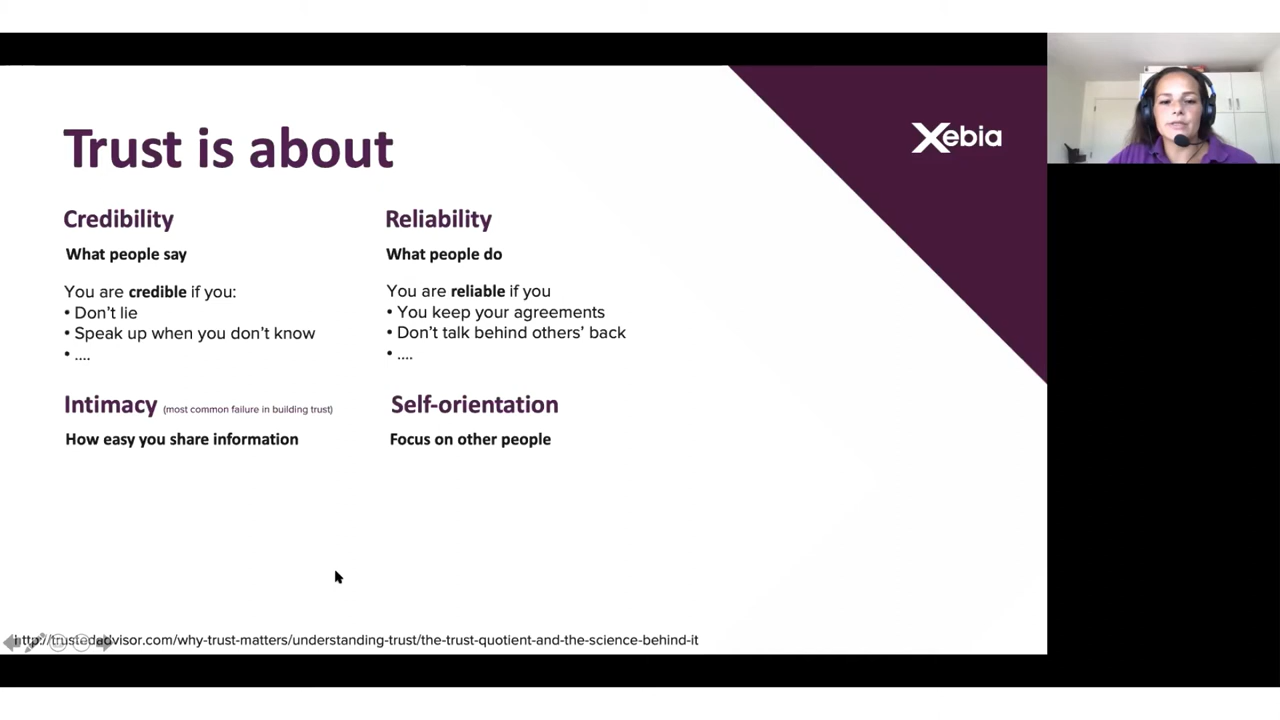 Trust is about
Xebia
Credibility
What people say
You are credible if you:
• Don't lie
• Speak up when you don't know
• ....
Reliability
What people do
You are reliable if you
• You keep your agreements
• Don't talk behind others' back
• ....
Intimacy (most common failure in building trust)
How easy you share information
Self-orientation
Focus on other people
http://trustedadvisor.com/why-trust-matters/understanding-trust/the-trust-quotient-and-the-science-behind-it